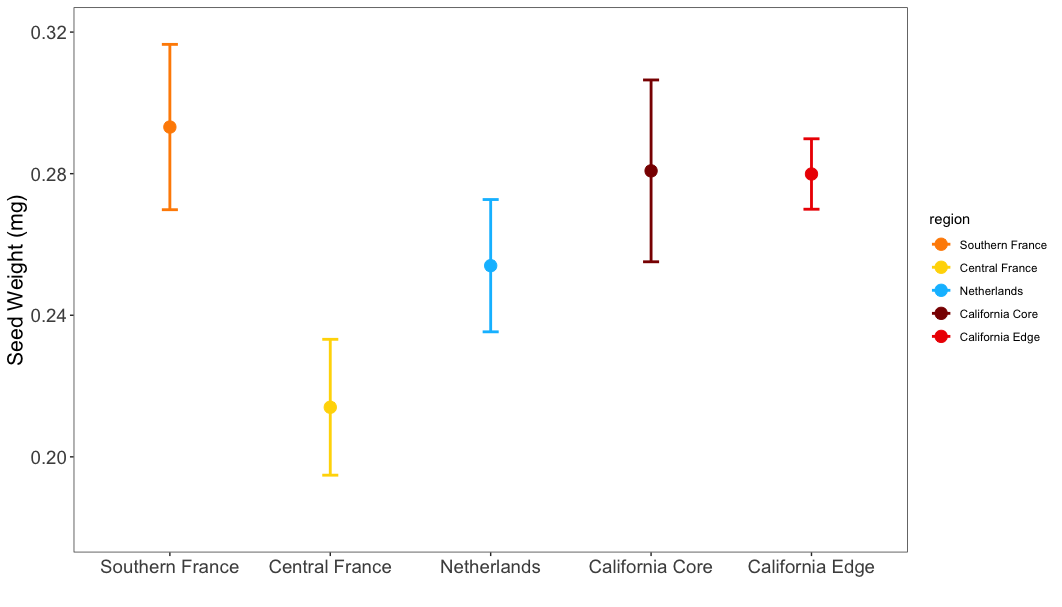 Seed Weight (mg)
0.32
0.28
0.24
0.20
Southern France
Central France
Netherlands
California Core
California Edge
region
Southern France
Central France
Netherlands
California Core
California Edge